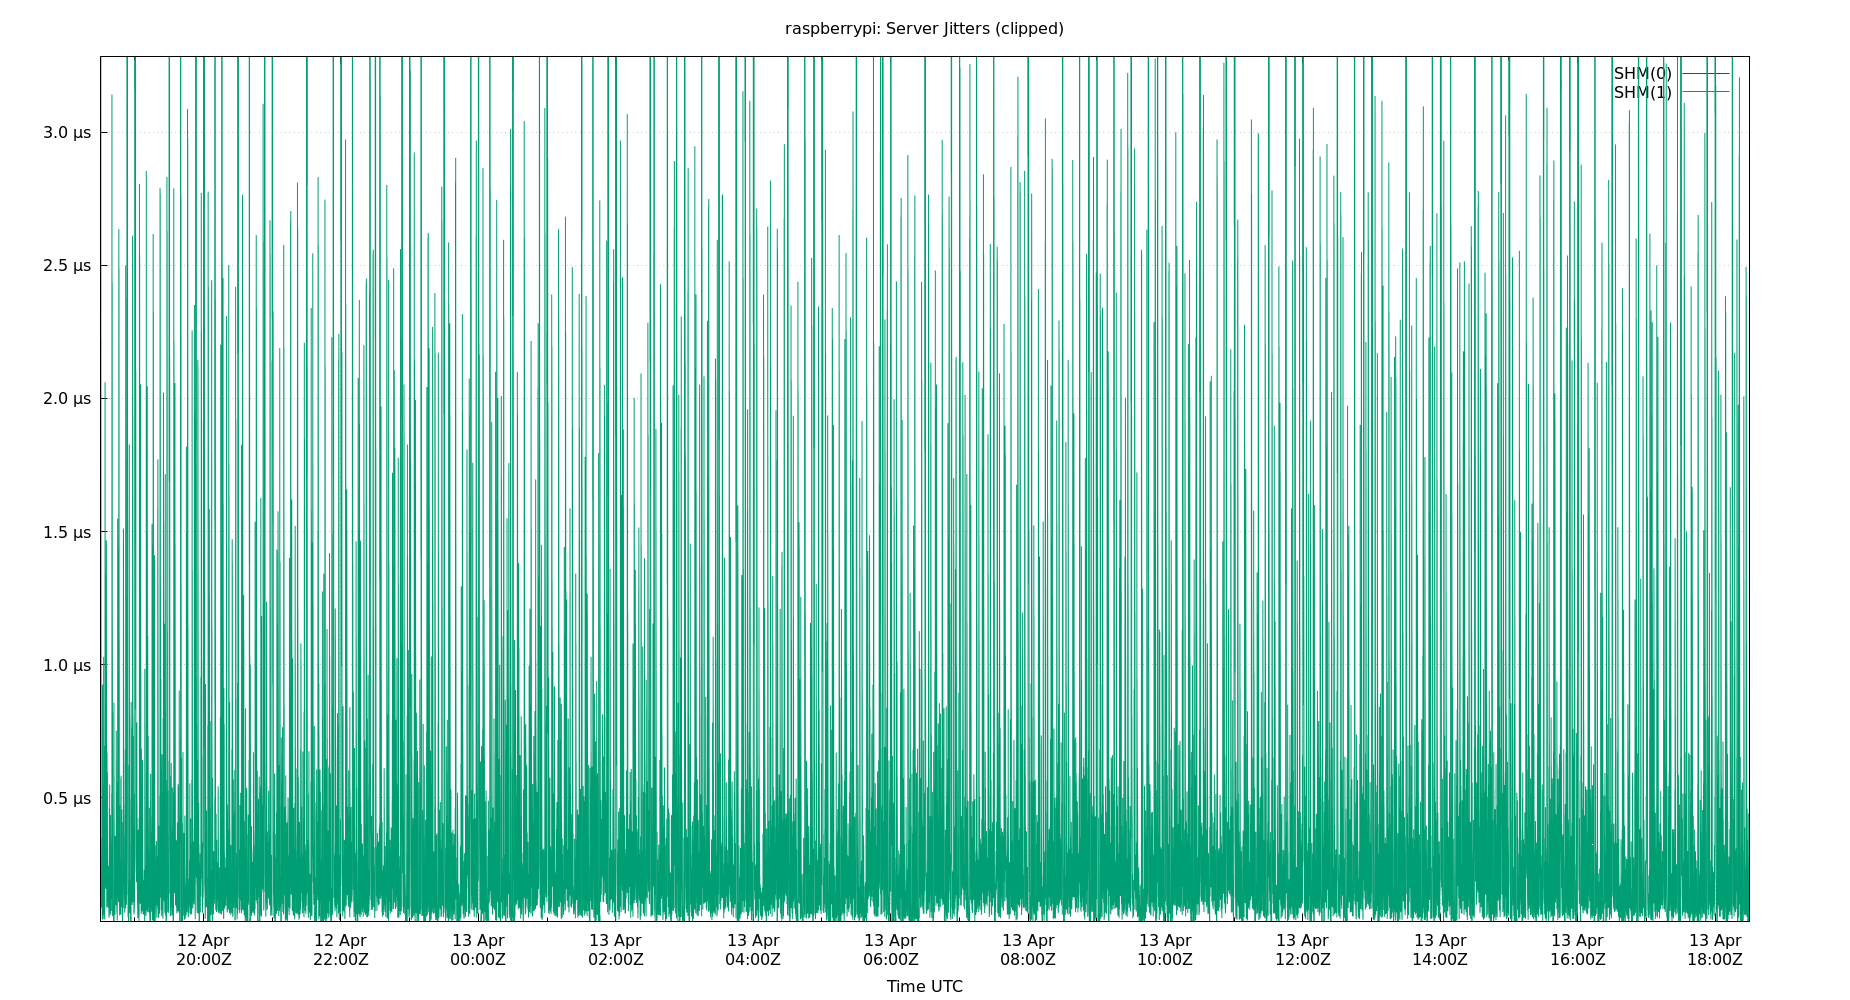 raspberrypi: Server Jitters (clipped)
SHM(0)
SHM(1)
3.0 µs
2.5 µs
2.0 µs
1.5 µs
1.0 µs
0.5 µs
12 Apr 12 Apr 13 Apr 13 Apr 13 Apr 13 Apr 13 Apr 13 Apr 13 Apr 13 Apr 13 Apr 13 Apr
20:00Z 22:00Z 00:00Z 02:00Z 04:00Z 06:00Z 08:00Z 10:00Z 12:00Z 14:00Z 16:00Z 18:00Z
Time UTC